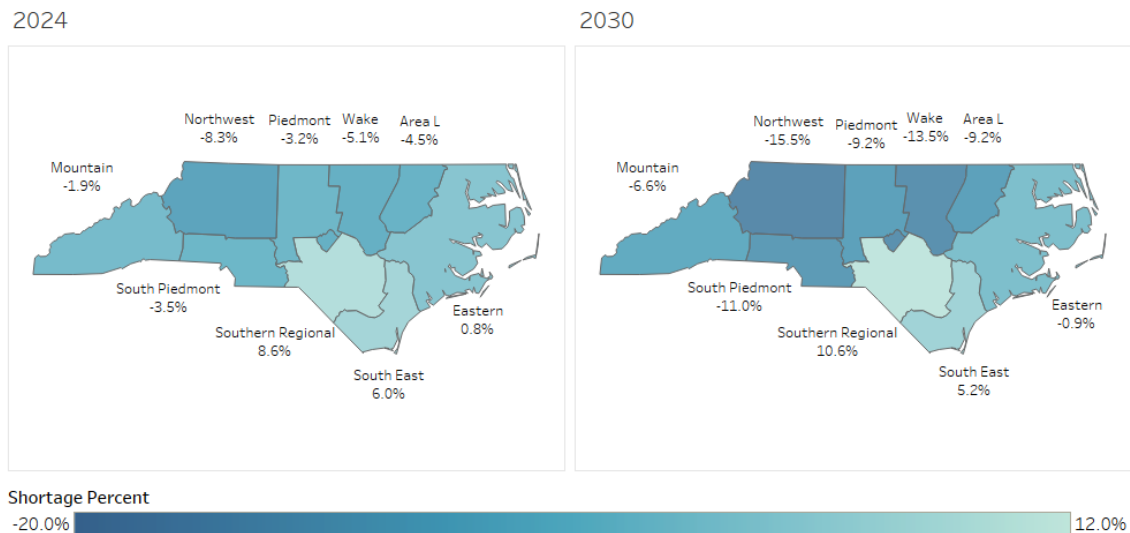 2024
Northwest
-8.3%
Piedmont
-3.2%
Wake
-5.1%
Area L
-4.5%
Mountain
-1.9%
South Piedmont
-3.5%
Eastern
0.8%
Southern Regional
8.6%
South East
6.0%
2030
Northwest
-15.5%
Piedmont
-9.2%
Wake
-13.5%
Area L
-9.2%
Mountain
-6.6%
South Piedmont
-11.0%
Eastern
-0.9%
Southern Regional
10.6%
South East
5.2%
Shortage Percent
-20.0%
12.0%